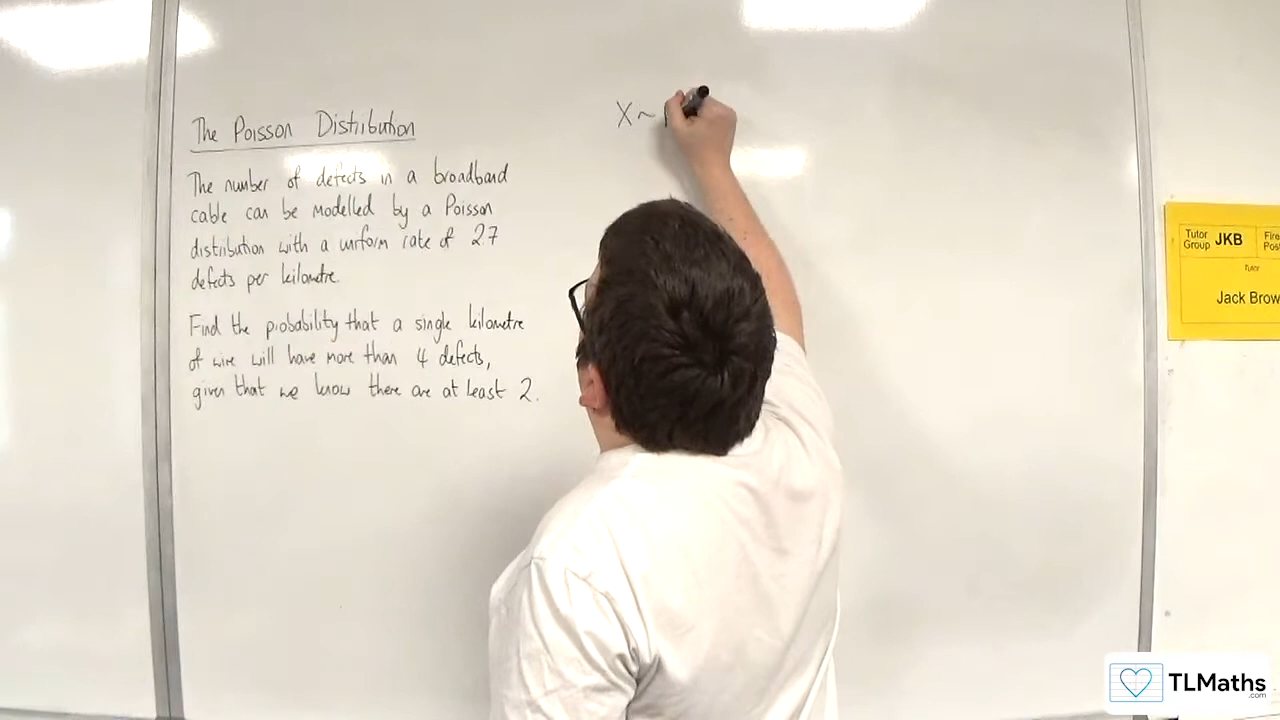 The Poisson Distribution
The number of defects in a broadband
cable can be modelled by a Poisson
distribution with a uniform rate of 2.7
defects per kilometre.
Find the probability that a single kilometre
of wire will have more than 4 defects,
given that we know there are at least 2.
X ~
Tutor Group JKB
Fire
Pos
Tutor
Jack Brow
TLMaths
.com